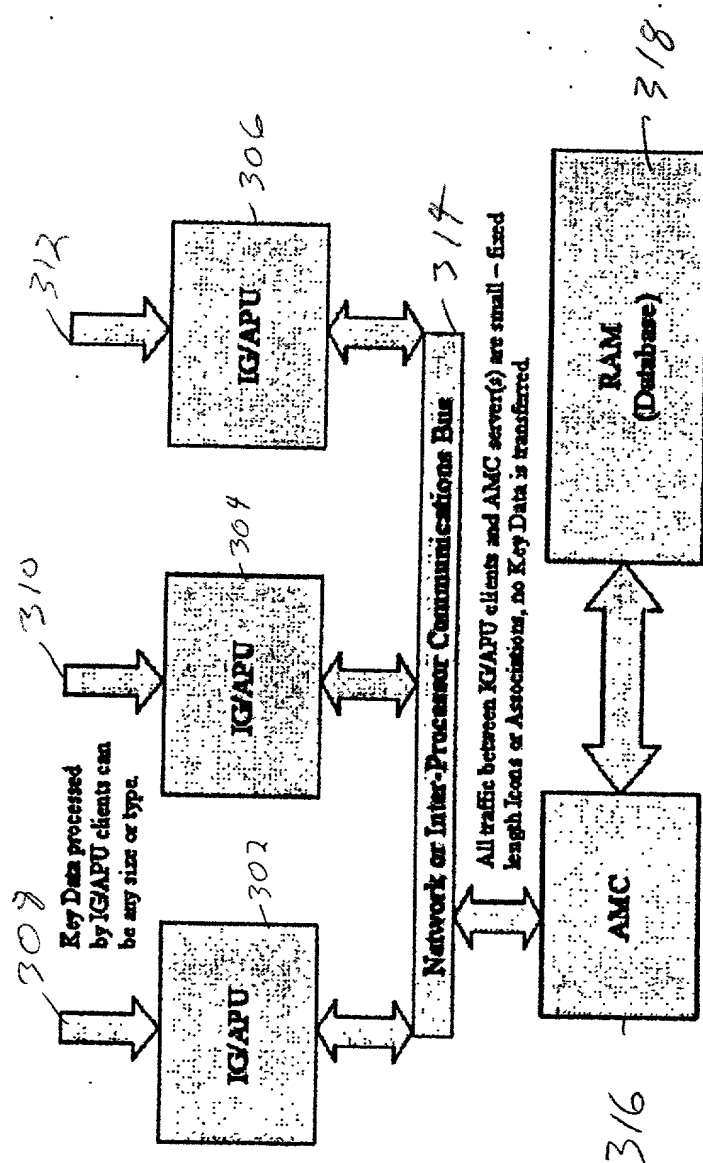 308
310
312
Key Data processed
by IG/APU clients can
be any size or type.
302
304
306
IG/APU
IG/APU
IG/APU
314
Network or Inter-Processor Communications Bus
All traffic between IG/APU clients and AMC server(s) are small – fixed
length Icons or Associations, no Key Data is transferred.
316
AMC
RAM
(Database)
318